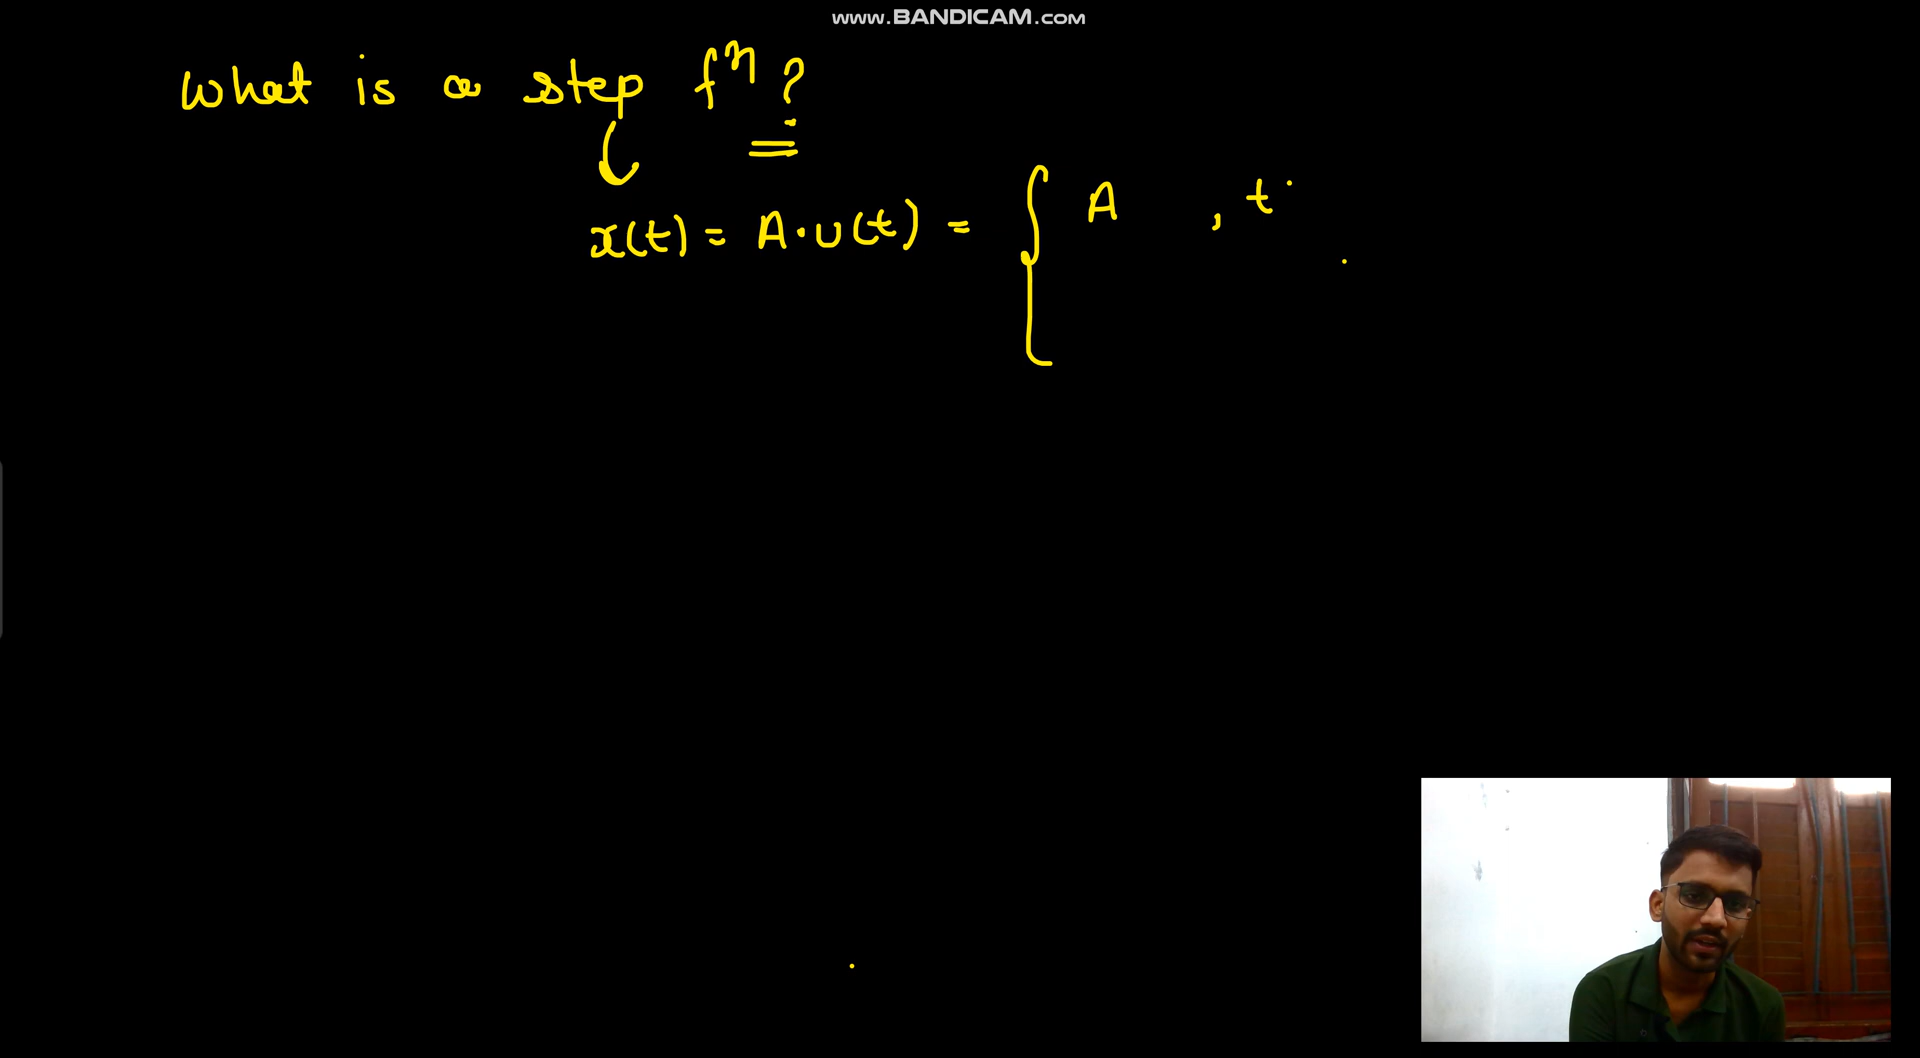 www.BANDICAM.com
What is a step fⁿ?
x(t) = A·u(t) = { A , t